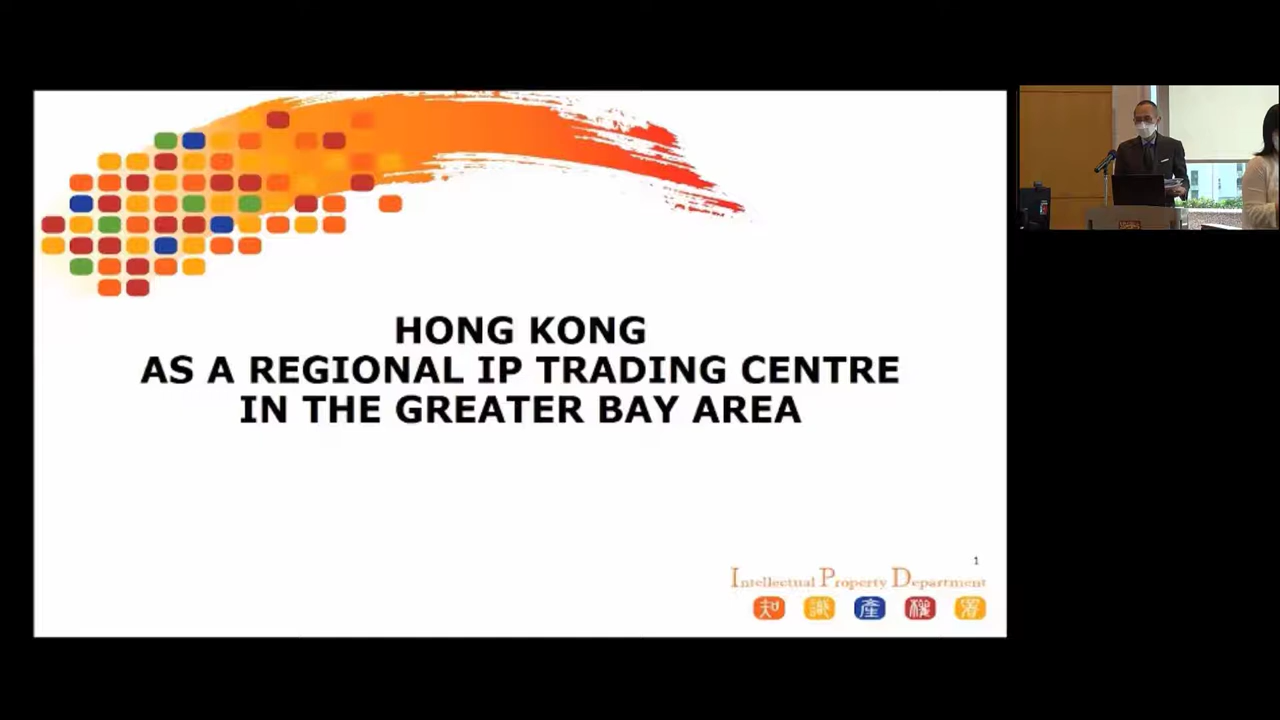 HONG KONG
AS A REGIONAL IP TRADING CENTRE
IN THE GREATER BAY AREA
1
Intellectual Property Department
知 識 產 權 署